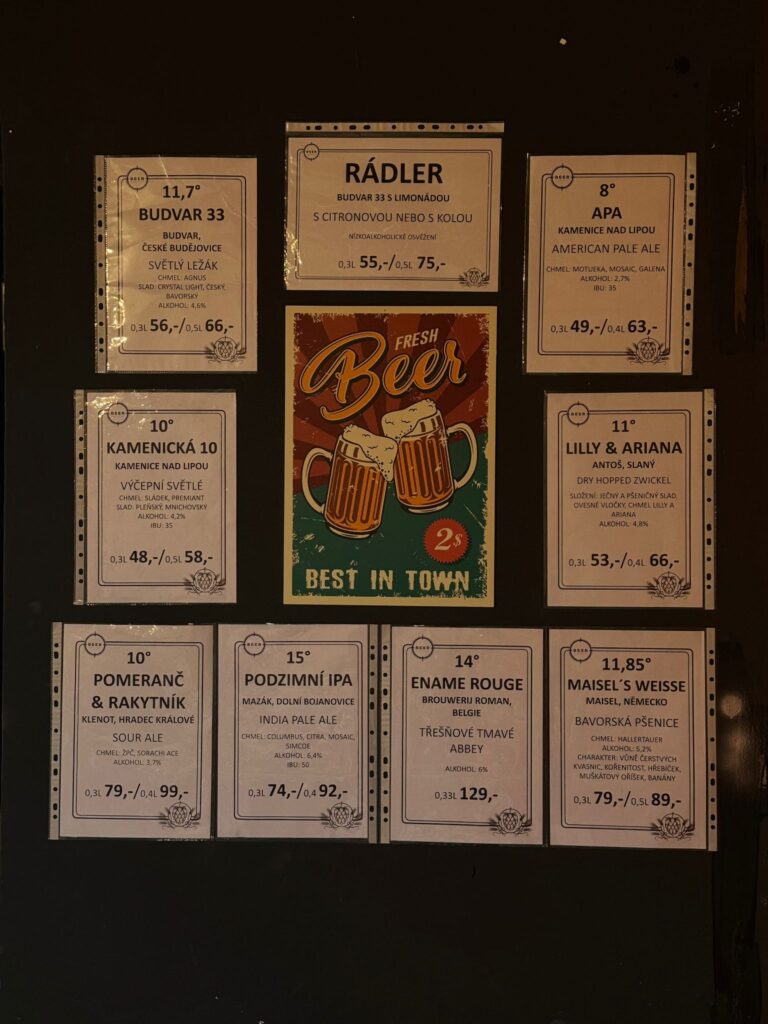 BEER
11,7°
BUDVAR 33
BUDVAR,
ČESKÉ BUDĚJOVICE
SVĚTLÝ LEŽÁK
CHMEL: AGNUS
SLAD: CRYSTAL LIGHT, ČESKÝ,
BAVORSKÝ
ALKOHOL: 4,6%
0,3L 56,-/0,5L 66,-
BEER
RÁDLER
BUDVAR 33 S LIMONÁDOU
S CITRONOVOU NEBO S KOLOU
NÍZKOALKOHOLICKÉ OSVĚŽENÍ
0,3L 55,-/0,5L 75,-
BEER
8°
APA
KAMENICE NAD LIPOU
AMERICAN PALE ALE
CHMEL: MOTUEKA, MOSAIC, GALENA
ALKOHOL: 2,7%
IBU: 35
0,3L 49,-/0,4L 63,-
BEER
10°
KAMENICKÁ 10
KAMENICE NAD LIPOU
VÝČEPNÍ SVĚTLÉ
CHMEL: SLÁDEK, PREMIANT
SLAD: PLEŇSKÝ, MNICHOVSKÝ
ALKOHOL: 4,2%
IBU: 35
0,3L 48,-/0,5L 58,-
FRESH
Beer
2$
BEST IN TOWN
BEER
11°
LILLY & ARIANA
ANTOŠ, SLANÝ
DRY HOPPED ZWICKEL
SLOŽENÍ: JEČNÝ A PŠENIČNÝ SLAD,
OVESNÉ VLOČKY, CHMEL LILLY A
ARIANA
ALKOHOL: 4,8%
0,3L 53,-/0,4L 66,-
BEER
10°
POMERANČ
& RAKYTNÍK
KLENOT, HRADEC KRÁLOVÉ
SOUR ALE
CHMEL: ŽPČ, SORACHI ACE
ALKOHOL: 3,7%
0,3L 79,-/0,4L 99,-
BEER
15°
PODZIMNÍ IPA
MAZÁK, DOLNÍ BOJANOVICE
INDIA PALE ALE
CHMEL: COLUMBUS, CITRA, MOSAIC,
SIMCOE
ALKOHOL: 6,4%
IBU: 50
0,3L 74,-/0,4 92,-
BEER
14°
ENAME ROUGE
BROUWERIJ ROMAN,
BELGIE
TŘEŠŇOVÉ TMAVÉ
ABBEY
ALKOHOL: 6%
0,33L 129,-
BEER
11,85°
MAISEL´S WEISSE
MAISEL, NĚMECKO
BAVORSKÁ PŠENICE
CHMEL: HALLERTAUER
ALKOHOL: 5,2%
CHARAKTER: VŮNĚ ČERSTVÝCH
KVASNIC, KOŘENITOST, HŘEBÍČEK,
MUŠKÁTOVÝ OŘÍŠEK, BANÁNY
0,3L 79,-/0,5L 89,-